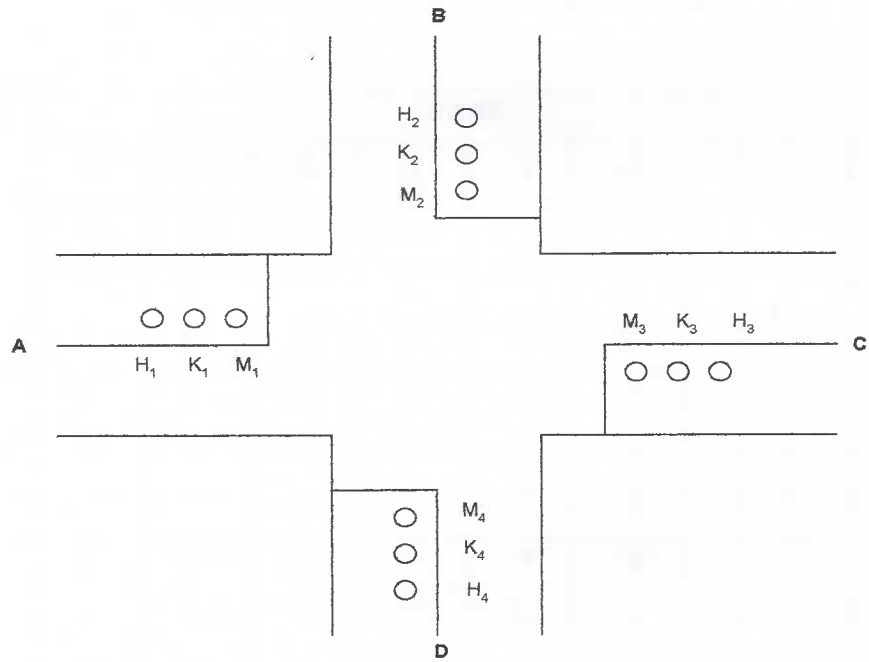 B
H₂
K₂
M₂
M₃ K₃ H₃
A
C
H₁ K₁ M₁
M₄
K₄
H₄
D